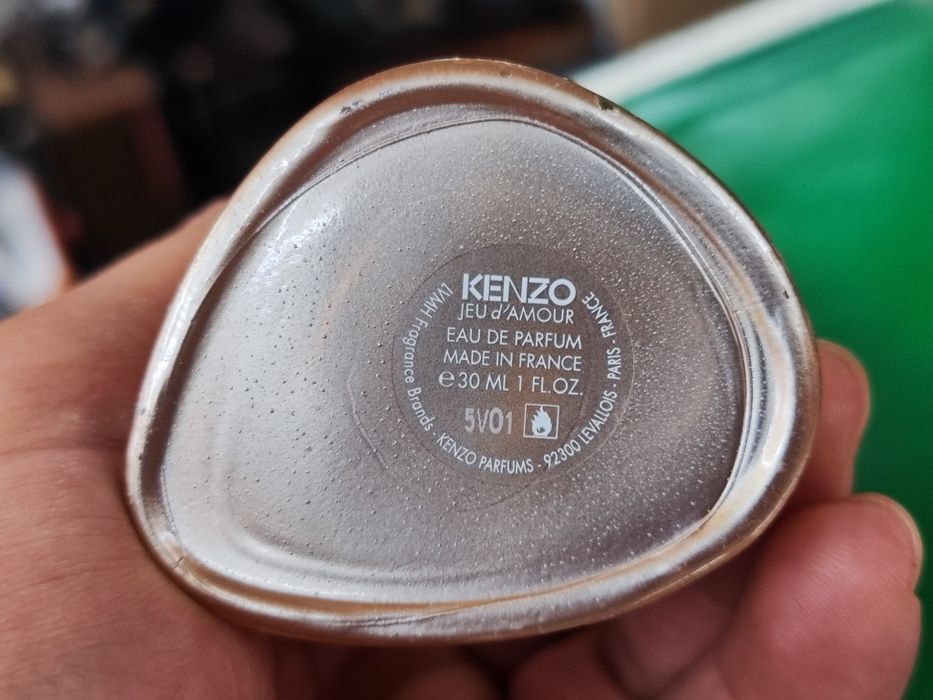 KENZO
JEU d'AMOUR
EAU DE PARFUM
MADE IN FRANCE
℮30 ML 1 FL.OZ.
5V01
LVMH Fragrance Brands - KENZO PARFUMS - 92300 LEVALLOIS - PARIS - FRANCE